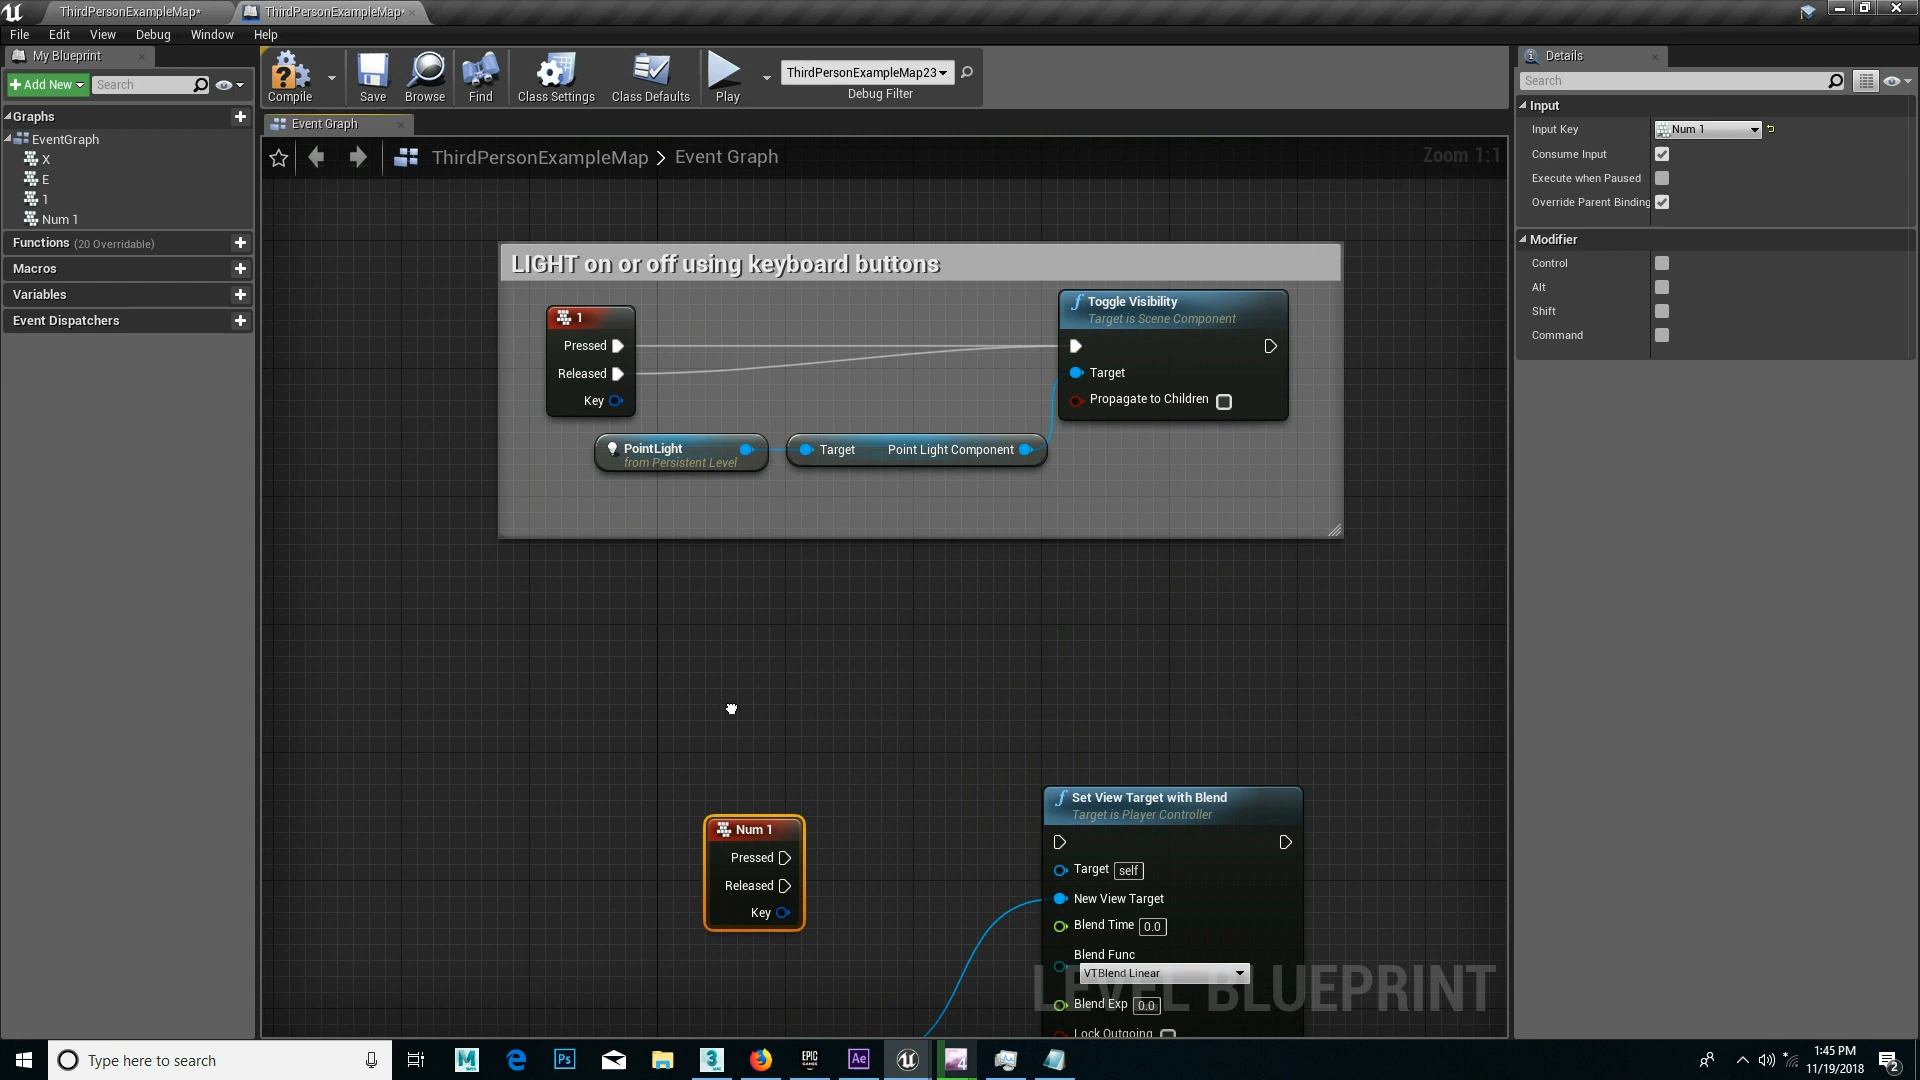 ThirdPersonExampleMap*
ThirdPersonExampleMap*
File Edit View Debug Window Help
My Blueprint
Add New
Search
Compile
Save
Browse
Find
Class Settings
Class Defaults
Play
ThirdPersonExampleMap23
Debug Filter
Details
Search
Graphs
EventGraph
X
E
1
Num 1
Functions (20 Overridable)
Macros
Variables
Event Dispatchers
Event Graph
ThirdPersonExampleMap > Event Graph
Zoom 1:1
LIGHT on or off using keyboard buttons
1
Pressed
Released
Key
PointLight
from Persistent Level
Target
Point Light Component
Toggle Visibility
Target is Scene Component
Target
Propagate to Children
Num 1
Pressed
Released
Key
Set View Target with Blend
Target is Player Controller
Target self
New View Target
Blend Time 0.0
Blend Func
VTBlend Linear
Blend Exp 0.0
Lock Outgoing
LEVEL BLUEPRINT
Input
Input Key Num 1
Consume Input
Execute when Paused
Override Parent Binding
Modifier
Control
Alt
Shift
Command
Type here to search
M
Ps
3
EPIC
GAMES
Ae
4
1:45 PM
11/19/2018
2